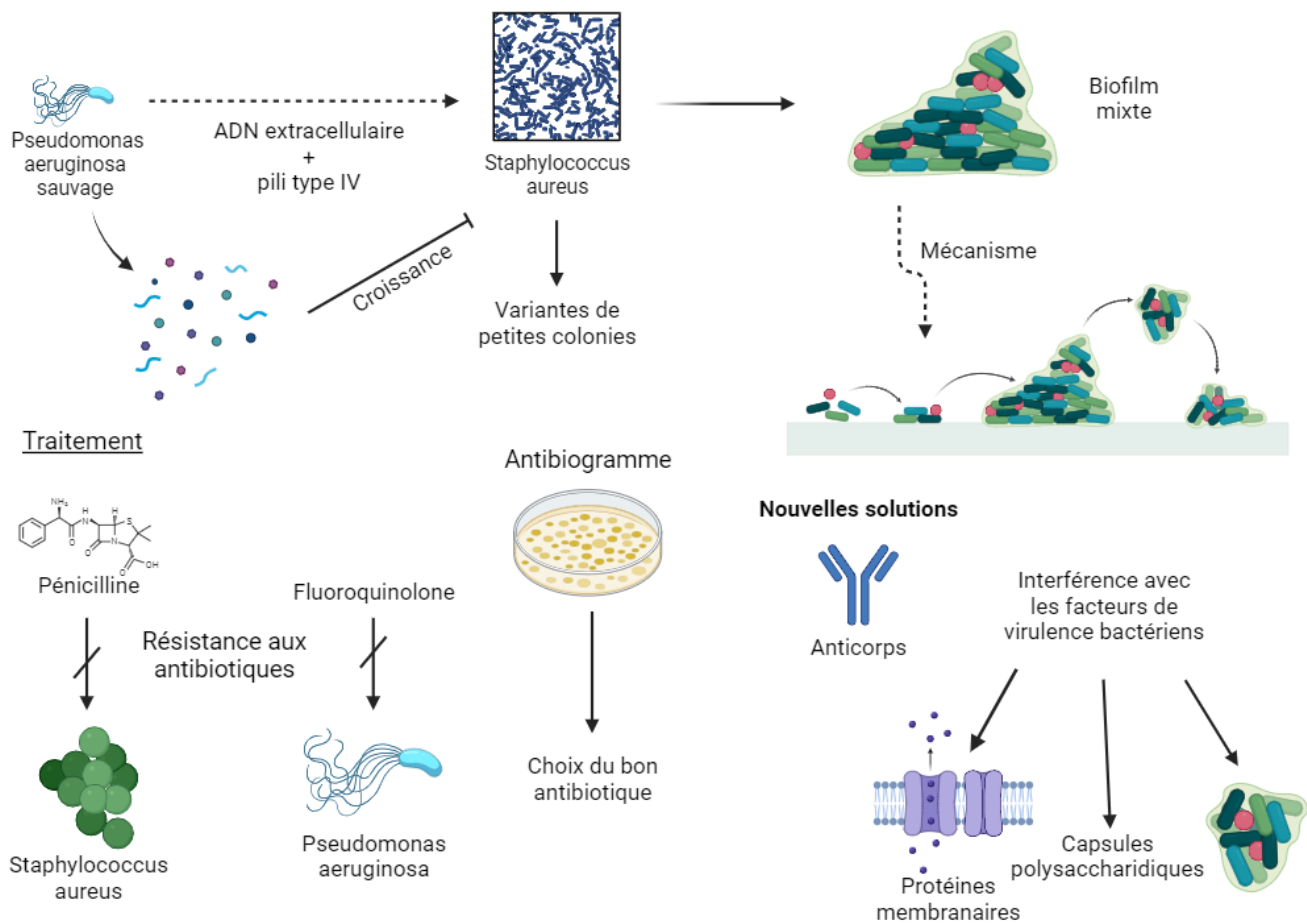 Pseudomonas
aeruginosa
sauvage
ADN extracellulaire
+
pili type IV
Staphylococcus
aureus
Biofilm
mixte
Croissance
Variantes de
petites colonies
Mécanisme
Traitement
NH₂
H
N
H
S
O
O
N
O
OH
Pénicilline
Fluoroquinolone
Résistance aux
antibiotiques
Staphylococcus
aureus
Pseudomonas
aeruginosa
Antibiogramme
Choix du bon
antibiotique
Nouvelles solutions
Anticorps
Interférence avec
les facteurs de
virulence bactériens
Protéines
membranaires
Capsules
polysaccharidiques